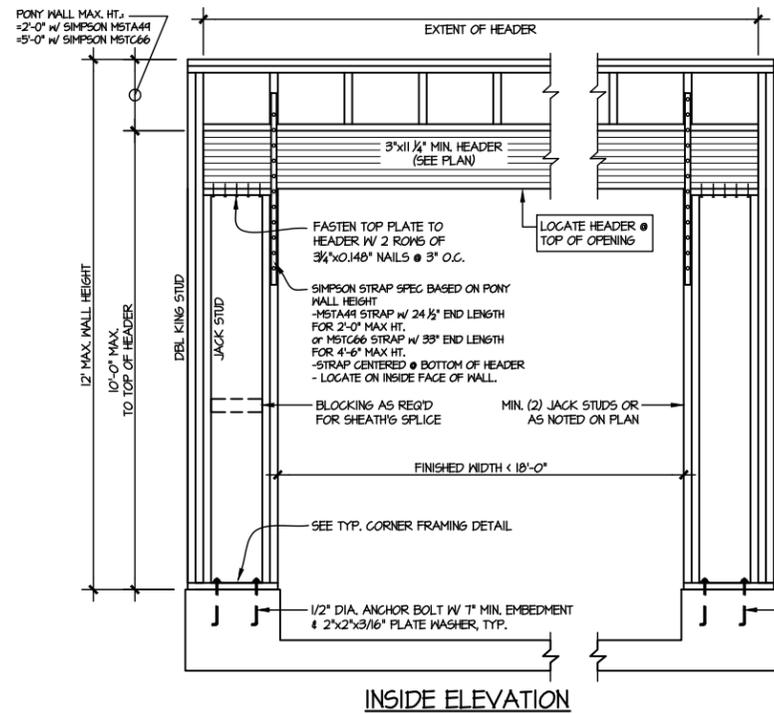 PONY WALL MAX. HT.:
=2'-0" W/ SIMPSON MSTA49
=5'-0" W/ SIMPSON MSTC66
EXTENT OF HEADER
3"x11 1/4" MIN. HEADER
(SEE PLAN)
FASTEN TOP PLATE TO
HEADER W/ 2 ROWS OF
3 1/4"x0.148" NAILS @ 3" O.C.
LOCATE HEADER @
TOP OF OPENING
SIMPSON STRAP SPEC BASED ON PONY
WALL HEIGHT
-MSTA49 STRAP W/ 24 1/2" END LENGTH
FOR 2'-0" MAX HT.
or MSTC66 STRAP W/ 33" END LENGTH
FOR 4'-6" MAX HT.
-STRAP CENTERED @ BOTTOM OF HEADER
- LOCATE ON INSIDE FACE OF WALL.
12' MAX. WALL HEIGHT
10'-0" MAX.
TO TOP OF HEADER
DBL KING STUD
JACK STUD
BLOCKING AS REQ'D
FOR SHEATH'G SPLICE
MIN. (2) JACK STUDS OR
AS NOTED ON PLAN
FINISHED WIDTH < 18'-0"
SEE TYP. CORNER FRAMING DETAIL
1/2" DIA. ANCHOR BOLT W/ 7" MIN. EMBEDMENT
& 2"x2"x3/16" PLATE WASHER, TYP.
INSIDE ELEVATION